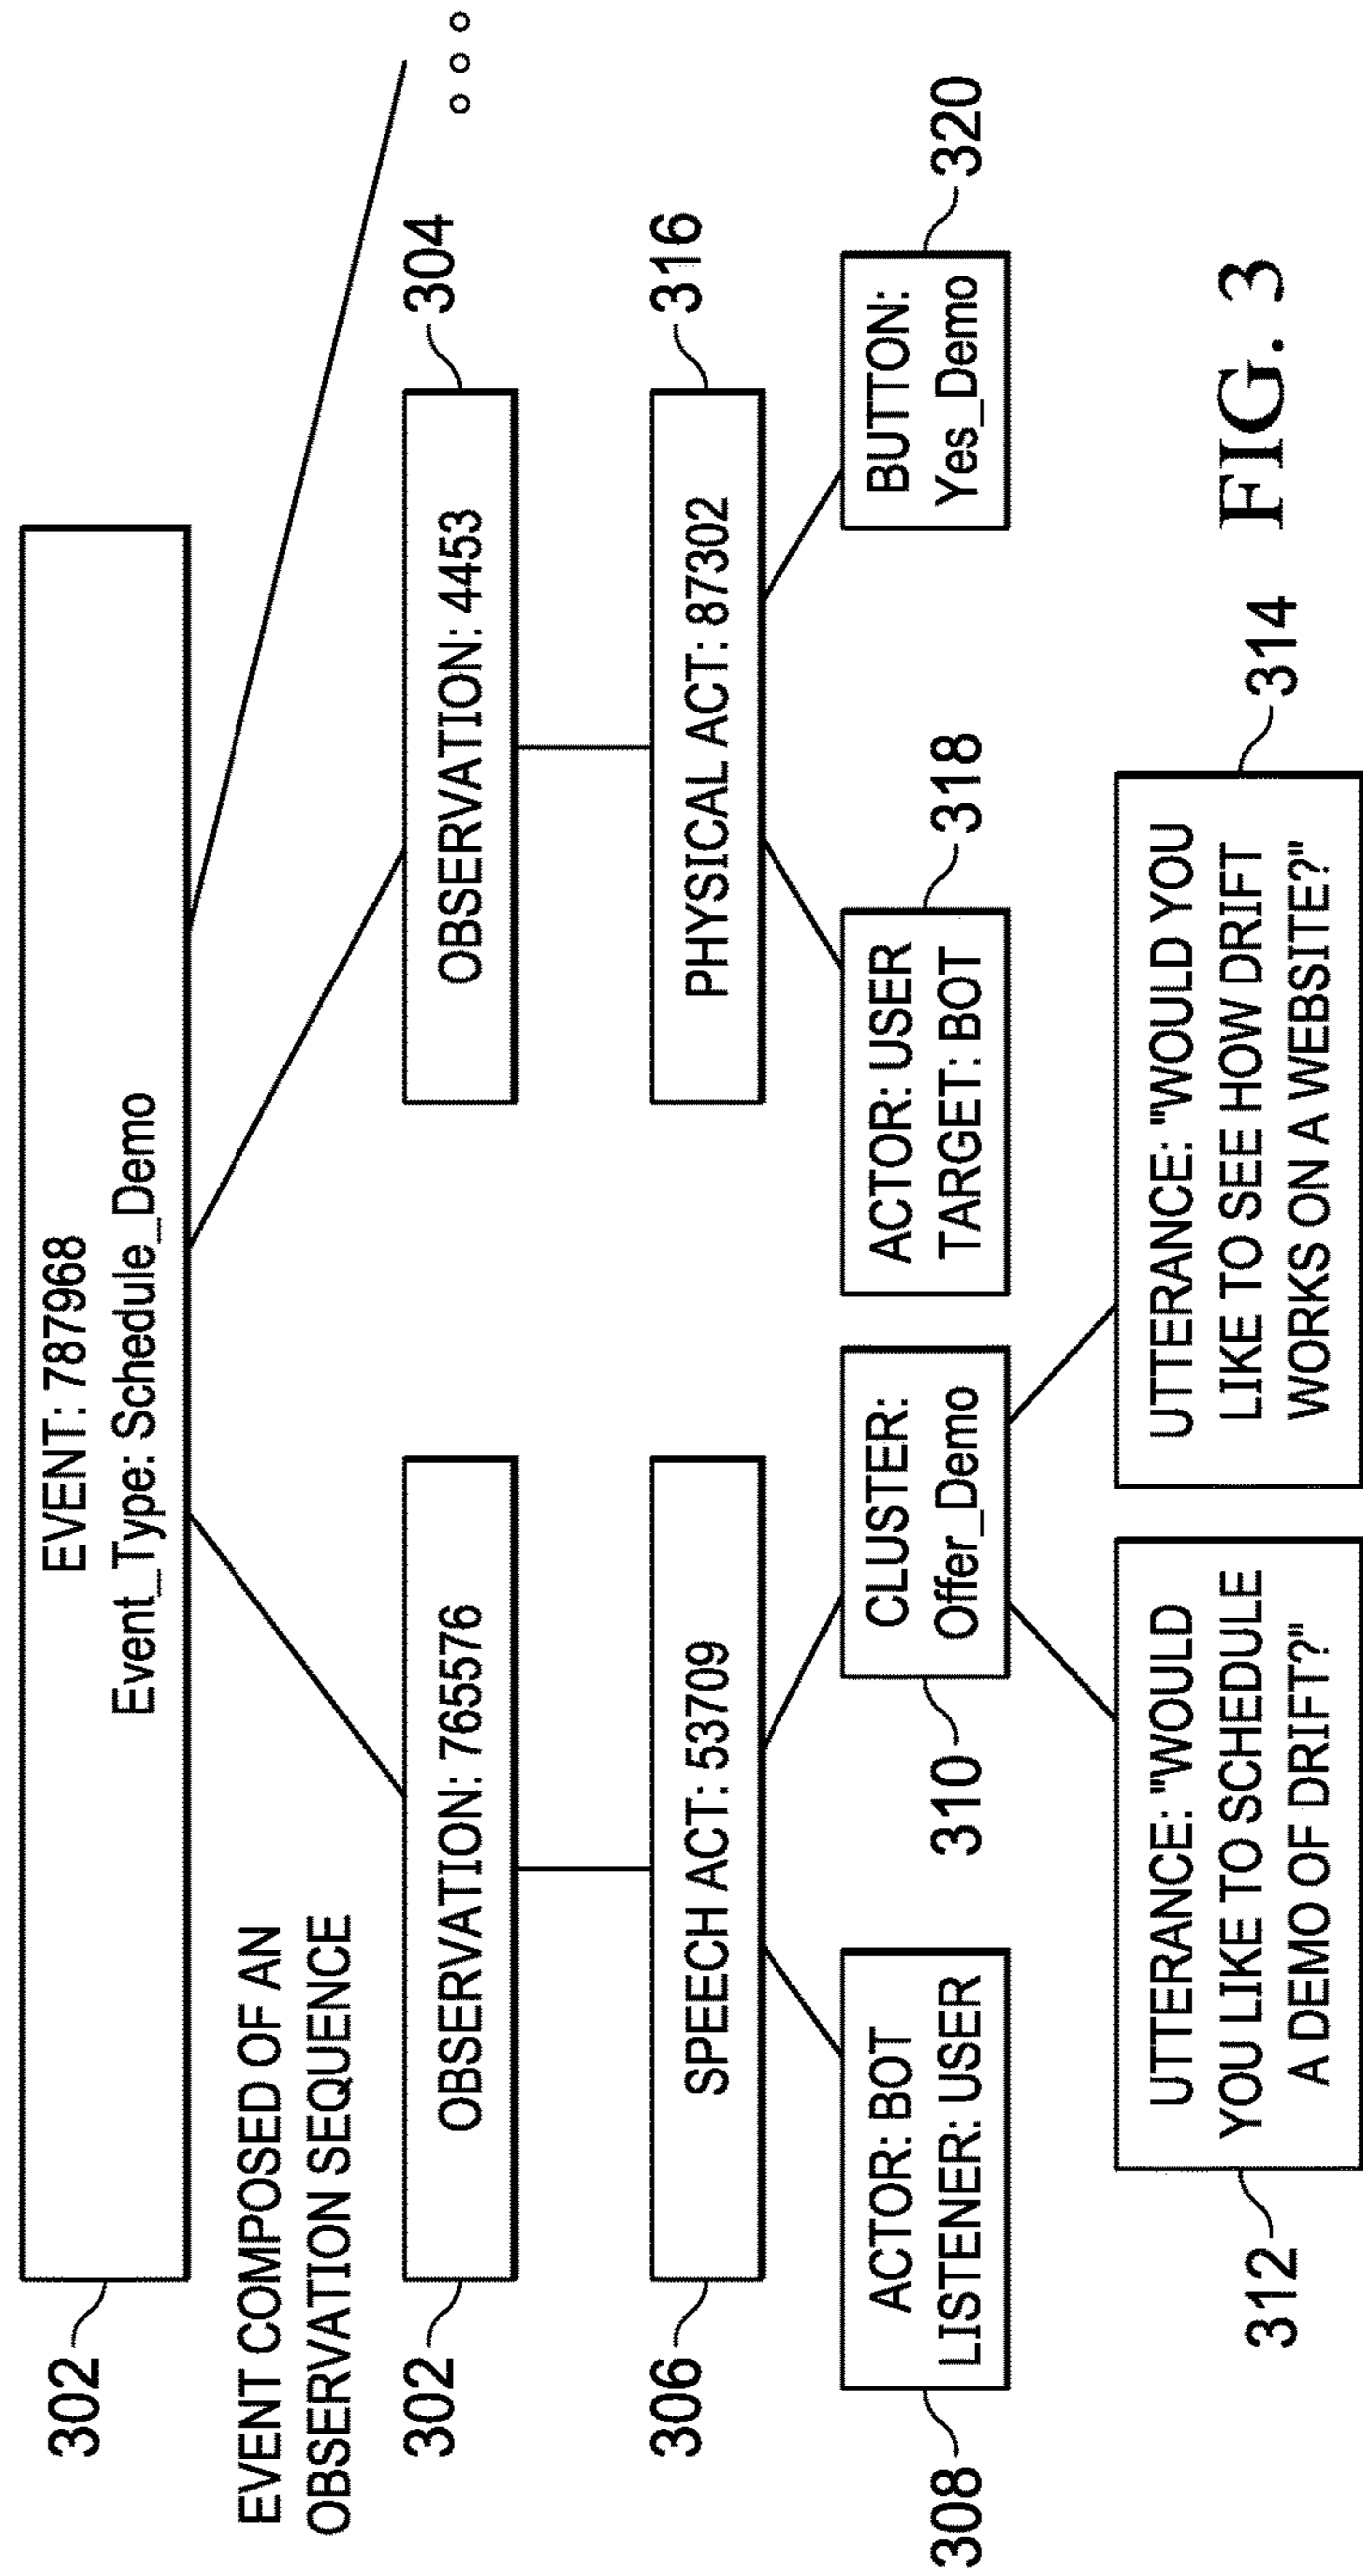 EVENT: 787968
Event_Type: Schedule_Demo
302
EVENT COMPOSED OF AN
OBSERVATION SEQUENCE
302
OBSERVATION: 765576
OBSERVATION: 4453
304
306
SPEECH ACT: 53709
PHYSICAL ACT: 87302
316
308
ACTOR: BOT
LISTENER: USER
310
CLUSTER:
Offer_Demo
ACTOR: USER
TARGET: BOT
318
BUTTON:
Yes_Demo
320
312
UTTERANCE: "WOULD
YOU LIKE TO SCHEDULE
A DEMO OF DRIFT?"
UTTERANCE: "WOULD YOU
LIKE TO SEE HOW DRIFT
WORKS ON A WEBSITE?"
314
FIG. 3